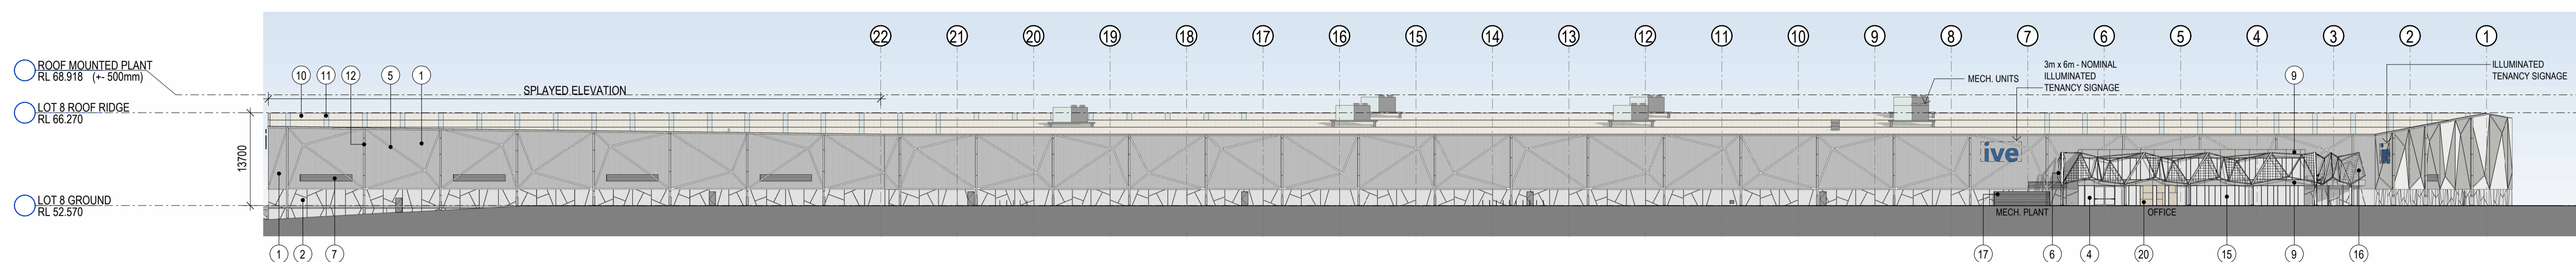 22 21 20 19 18 17 16 15 14 13 12 11 10 9 8 7 6 5 4 3 2 1
ROOF MOUNTED PLANT
RL 68.918 (+- 500mm)
3m x 6m - NOMINAL
ILLUMINATED
TENANCY SIGNAGE
ILLUMINATED
TENANCY SIGNAGE
10 11 12 5 1
9
MECH. UNITS
SPLAYED ELEVATION
LOT 8 ROOF RIDGE
RL 66.270
13700
ive
LOT 8 GROUND
RL 52.570
MECH. PLANT
OFFICE
1 2 7
17 6 4 20 15 9 16